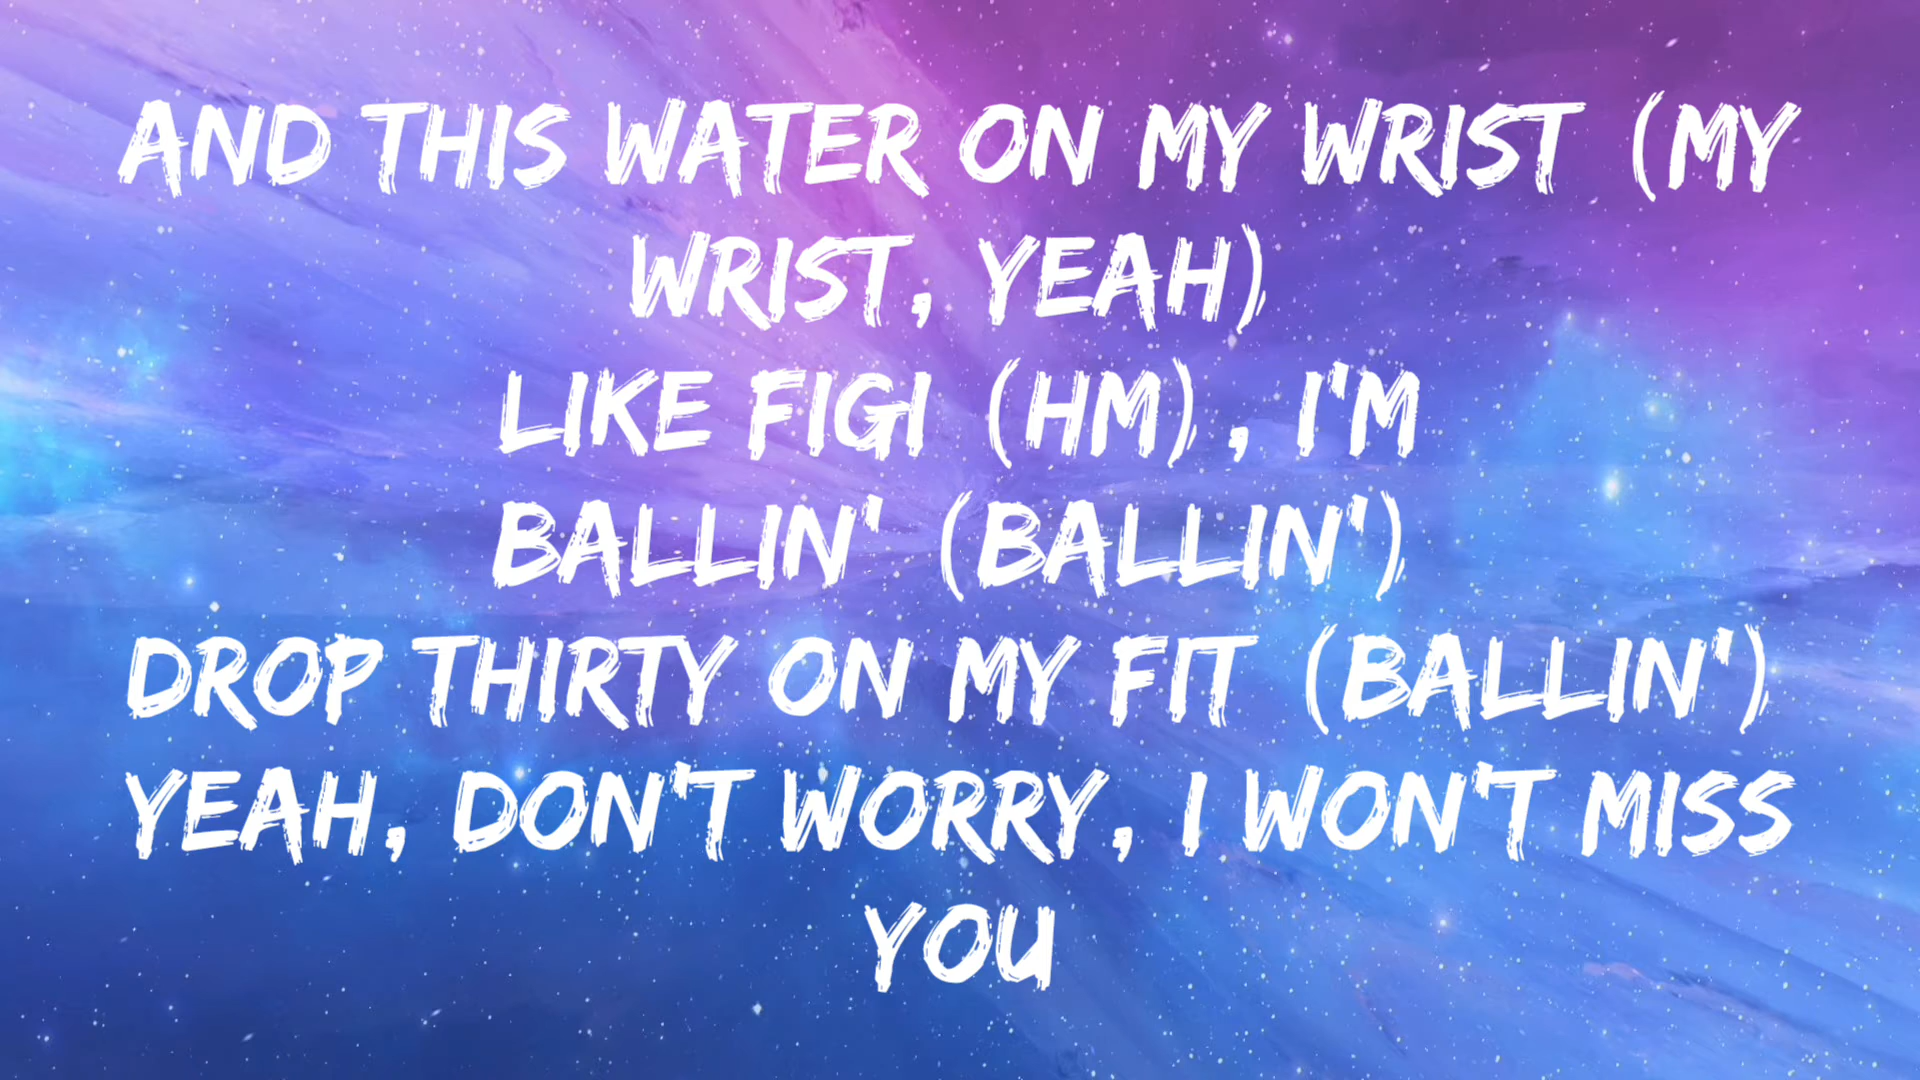 AND THIS WATER ON MY WRIST (MY
WRIST, YEAH)
LIKE FIGI (HM), I'M
BALLIN' (BALLIN')
DROP THIRTY ON MY FIT (BALLIN')
YEAH, DON'T WORRY, I WON'T MISS
YOU